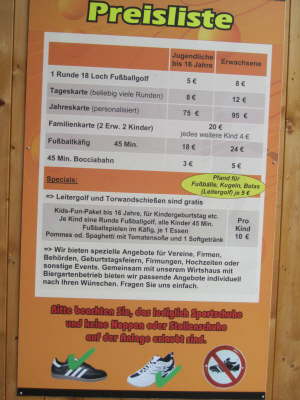 Preisliste
Jugendliche
bis 16 Jahre
Erwachsene
1 Runde 18 Loch Fußballgolf 5 € 8 €
Tageskarte (beliebig viele Runden) 8 € 12 €
Jahreskarte (personalisiert) 75 € 95 €
Familienkarte (2 Erw. 2 Kinder) 20 €
jedes weitere Kind 4 €
Fußballkäfig 45 Min. 18 € 24 €
45 Min. Bocciabahn 3 € 5 €
Specials:
Pfand für
Fußbälle, Kugeln, Botas
(Leitergolf) je 5 €
=> Leitergolf und Torwandschießen sind gratis
Kids-Fun-Paket bis 16 Jahre, für Kindergeburtstag etc.
Je Kind eine Runde Fußballgolf, alle Kinder 45 Min.
Fußballspielen im Käfig, je 1 Essen
Pommes od. Spaghetti mit Tomatensoße und 1 Softgetränk
Pro
Kind
10 €
=> Wir bieten spezielle Angebote für Vereine, Firmen,
Behörden, Geburtstagsfeiern, Firmungen, Hochzeiten oder
sonstige Events. Gemeinsam mit unserem Wirtshaus mit
Biergartenbetrieb bieten wir passende Angebote individuell
nach Ihren Wünschen. Fragen Sie uns einfach.
Bitte beachten Sie, das lediglich Sportschuhe
und keine Noppen oder Stollenschuhe
auf der Anlage erlaubt sind.